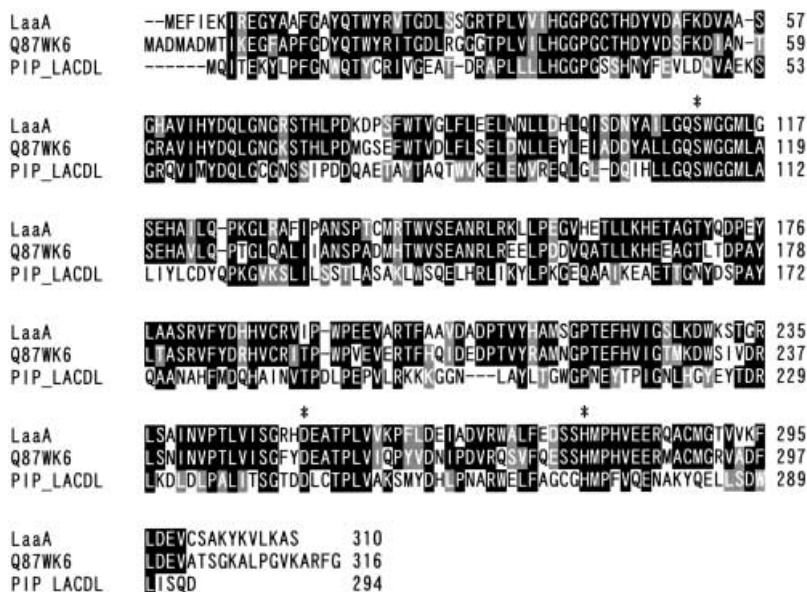 LaaA --MEFIEKIREGYAAFGAYQTWYRVTGDLSSGRTPLVVIHGGPGCTHDYVDAFKDVAA-S 57
Q87WK6 MADMADMTIKEGFAPFGDYQTWYRITGDLRGGGTPLVILHGGPGCTHDYVDSFKDIAN-T 59
PIP_LACDL ------MQITEKYLPFGNWQTYCRIVGEAT-DRAPLLLLHGGPGSSHNYFEVLDQVAEKS 53
*
LaaA GHAVIHYDQLGNGRSTHLPDKDPSFWTVGLFLEELNNLLDHLQISDNYAILGQSWGGMLG 117
Q87WK6 GRAVIHYDQLGNGKSTHLPDMGSEFWTVDLFLSELDNLLEYLEIADDYALLGQSWGGMLA 119
PIP_LACDL GRQVIMYDQLGCGNSSIPDDQAETAYTAQTWVKELENVREQLGL-DQIHLLGQSWGGMLA 112
LaaA SEHAILQ-PKGLRAFIPANSPTCMRTWVSEANRLRKLLPEGVHETLLKHETAGTYQDPEY 176
Q87WK6 SEHAVLQ-PTGLQALIIANSPADMHTWVSEANRLREELPDDVQATLLKHEEAGTLTDPAY 178
PIP_LACDL LIYLCDYQPKGVKSLILSSTLASAKLWSQELHRLIKYLPKGEQAAIKEAETTGNYDSPAY 172
LaaA LAASRVFYDHHVCRVIP-WPEEVARTFAAVDADPTVYHAMSGPTEFHVIGSLKDWKSTGR 235
Q87WK6 LTASRVFYDRHVCRITP-WPVEVERTFHQIDEDPTVYRAMNGPTEFHVIGTMKDWSIVDR 237
PIP_LACDL QAANAHFMDQHAINVTPDLPEPVLRKKKGGN---LAYLTGWGPNEYTPIGNLHGYEYTDR 229
* *
LaaA LSAINVPTLVISGRHDEATPLVVKPFLDEIADVRWALFEDSSHMPHVEERQACMGTVVKF 295
Q87WK6 LSNINVPTLVISGFYDEATPLVIQPYVDNIPDVRQSVFQESSHMPHVEERMACMGRVADF 297
PIP_LACDL LKDLDLPALITSGTDDLCTPLVAKSMYDHLPNARWELFAGCGHMPFVQENAKYQELLSDW 289
LaaA LDEVCSAKYKVLKAS 310
Q87WK6 LDEVATSGKALPGVKARFG 316
PIP_LACDL LISQD 294